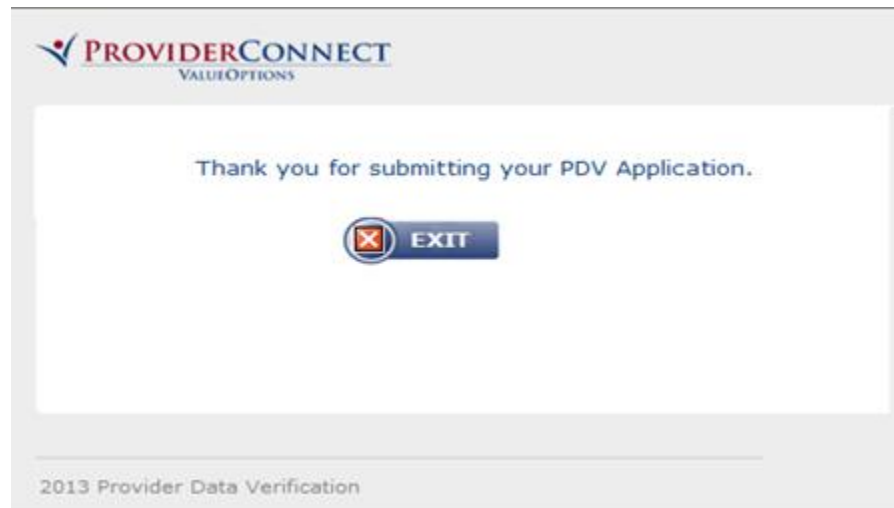 PROVIDERCONNECT
VALUEOPTIONS
Thank you for submitting your PDV Application.
EXIT
2013 Provider Data Verification